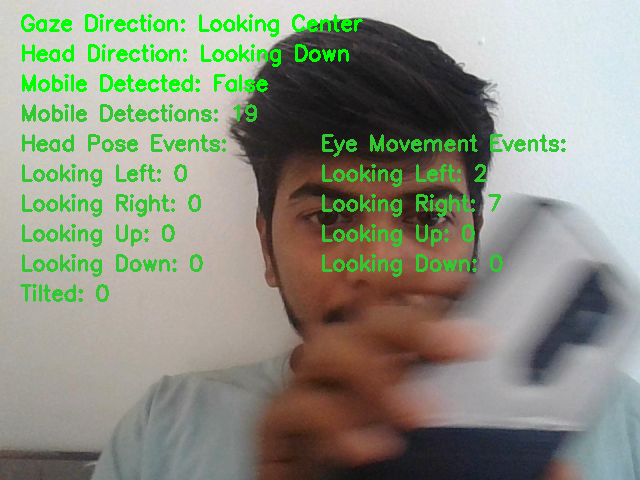 Gaze Direction: Looking Center
Head Direction: Looking Down
Mobile Detected: False
Mobile Detections: 19
Head Pose Events:
Looking Left: 0
Looking Right: 0
Looking Up: 0
Looking Down: 0
Tilted: 0
Eye Movement Events:
Looking Left: 2
Looking Right: 7
Looking Up: 0
Looking Down: 0